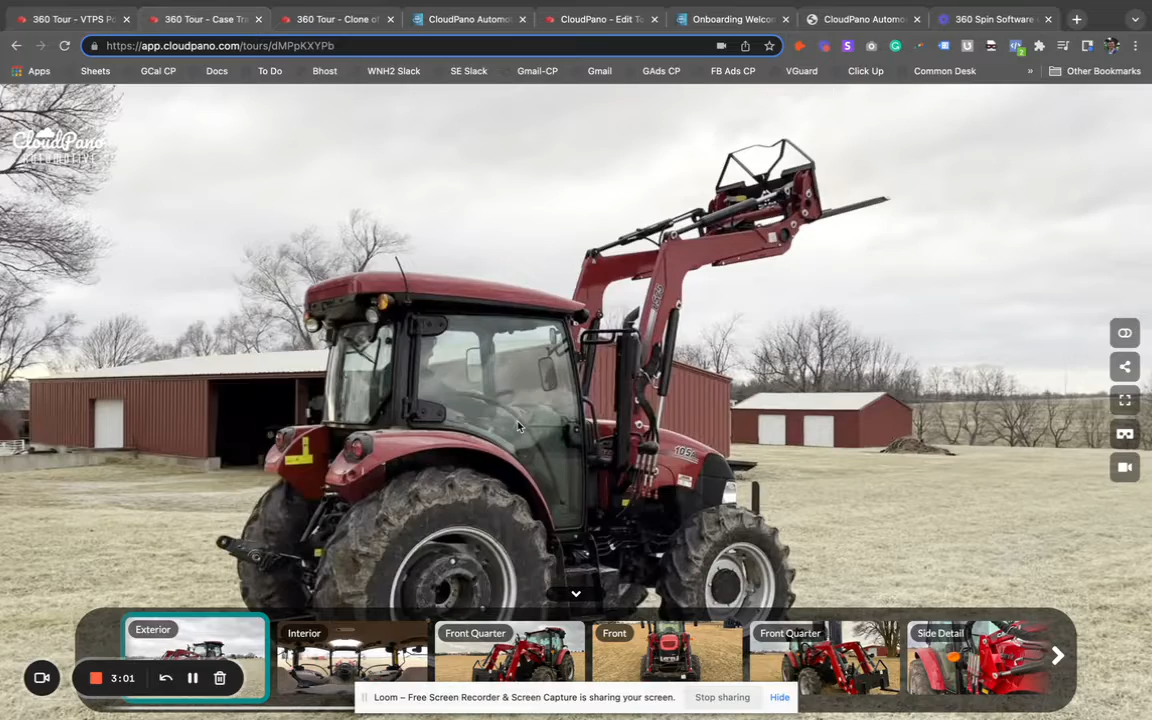 360 Tour - VTPS Po
360 Tour - Case Tra
360 Tour - Clone of
CloudPano Automot
CloudPano - Edit To
Onboarding Welcom
CloudPano Automo
360 Spin Software
https://app.cloudpano.com/tours/dMPpKXYPb
Apps
Sheets
GCal CP
Docs
To Do
Bhost
WNH2 Slack
SE Slack
Gmail-CP
Gmail
GAds CP
FB Ads CP
VGuard
Click Up
Common Desk
»
Other Bookmarks
CloudPano
AUTOMOTIVE
105A
Exterior
Interior
Front Quarter
Front
Front Quarter
Side Detail
3:01
Loom – Free Screen Recorder & Screen Capture is sharing your screen.
Stop sharing
Hide